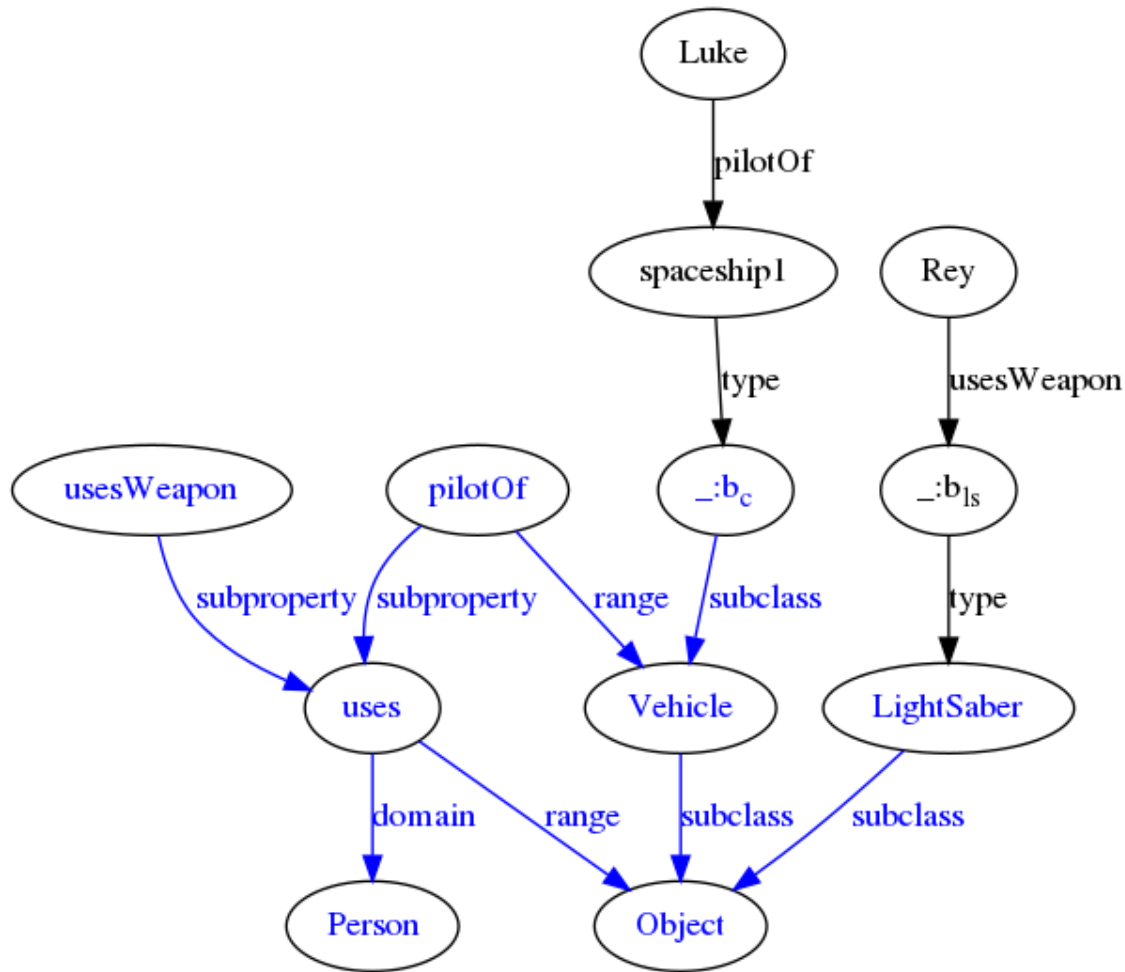 Luke
pilotOf
spaceship1
Rey
type
usesWeapon
usesWeapon
pilotOf
_:b_c
_:b_ls
subproperty
subproperty
range
subclass
type
uses
Vehicle
LightSaber
domain
range
subclass
subclass
Person
Object